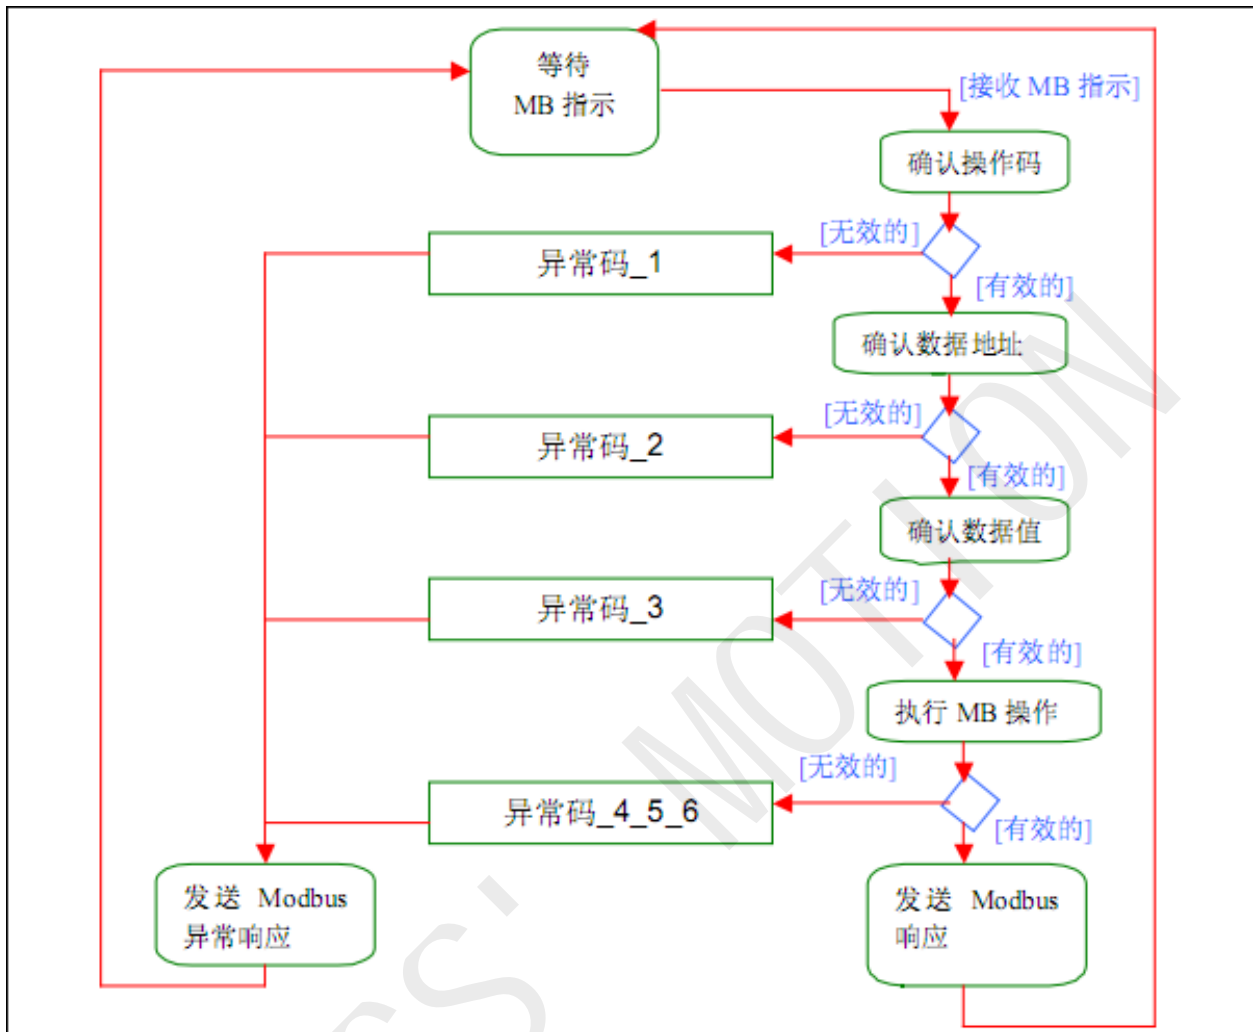 等待
MB 指示
[接收 MB 指示]
确认操作码
[无效的]
异常码_1
[有效的]
确认数据地址
[无效的]
异常码_2
[有效的]
确认数据值
[无效的]
异常码_3
[有效的]
执行 MB 操作
[无效的]
异常码_4_5_6
[有效的]
发送 Modbus
异常响应
发送 Modbus
响应
MOTION